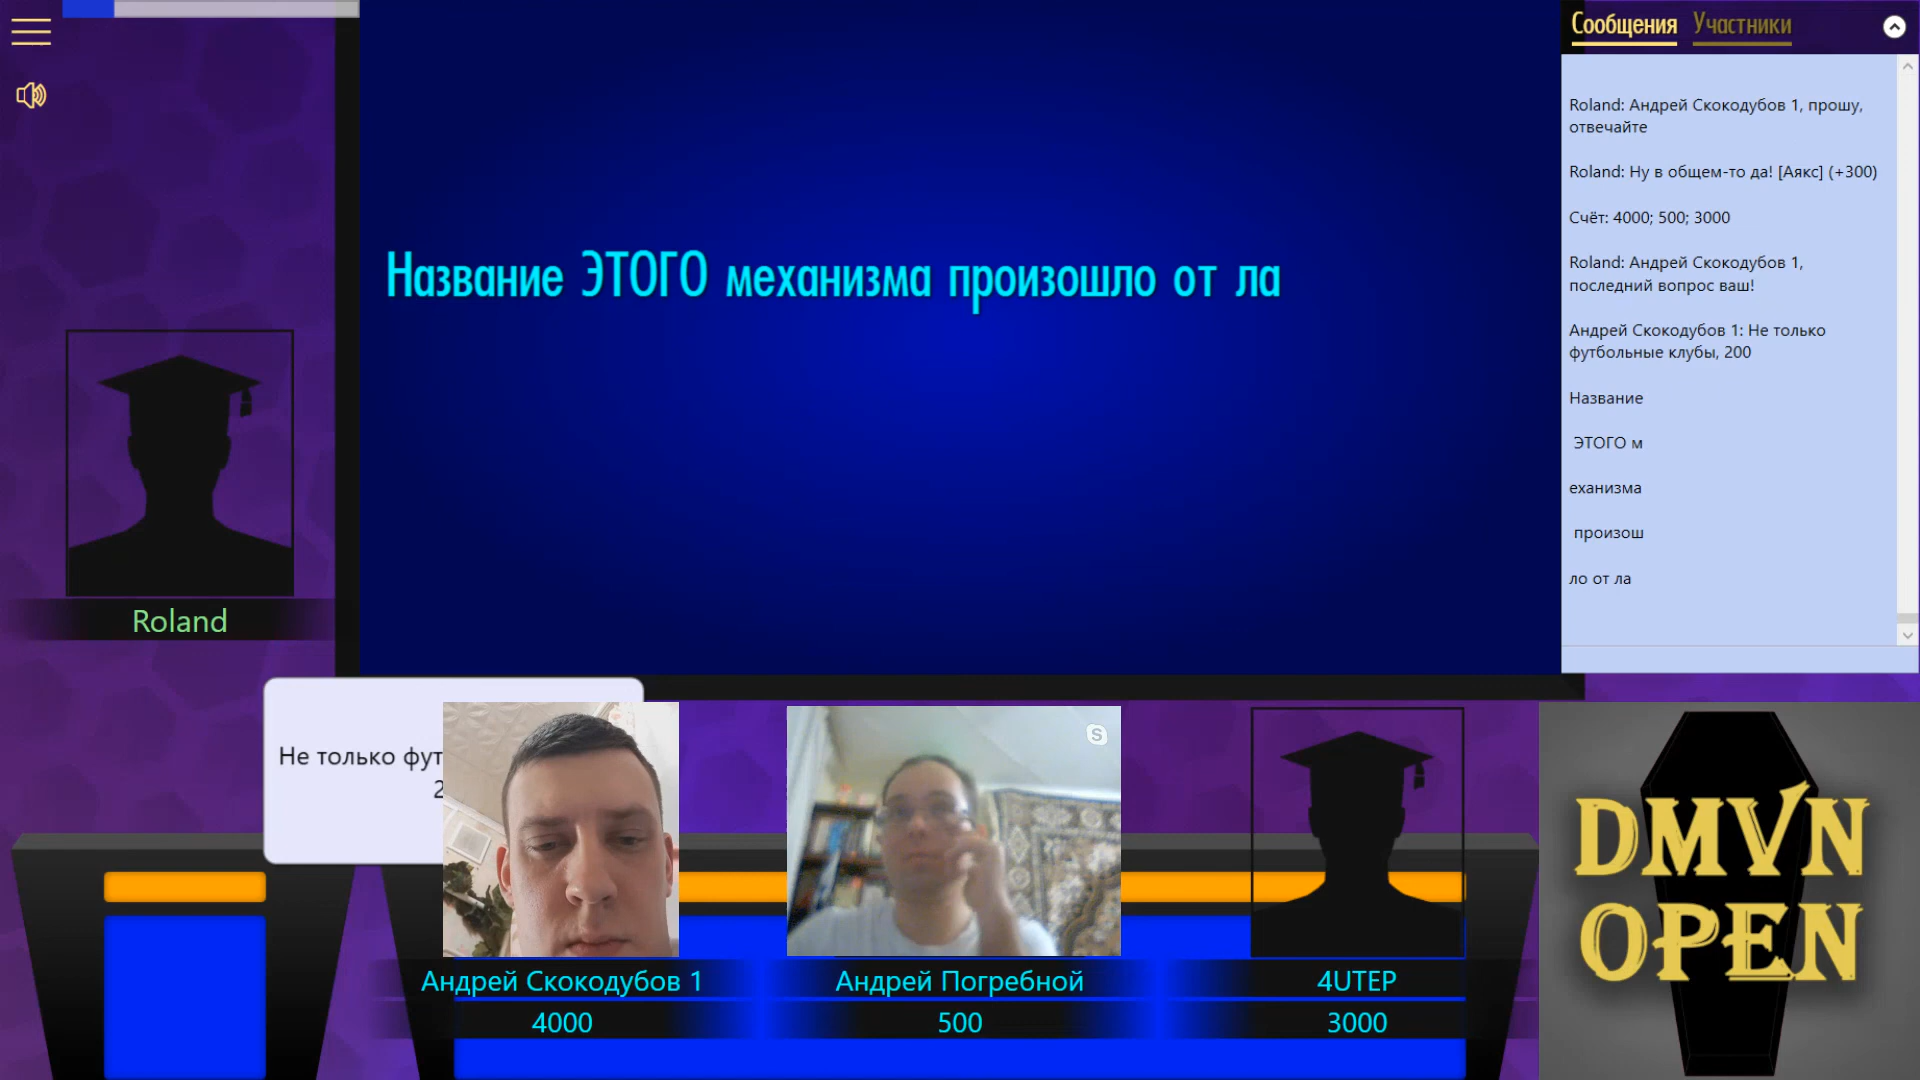 Сообщения Участники
Roland: Андрей Скокодубов 1, прошу,
отвечайте
Roland: Ну в общем-то да! [Аякс] (+300)
Счёт: 4000; 500; 3000
Roland: Андрей Скокодубов 1,
последний вопрос ваш!
Андрей Скокодубов 1: Не только
футбольные клубы, 200
Название
ЭТОГО м
еханизма
произош
ло от ла
Название ЭТОГО механизма произошло от ла
Roland
Не только фут
2
S
Андрей Скокодубов 1
4000
Андрей Погребной
500
4UTEP
3000
DMVN
OPEN